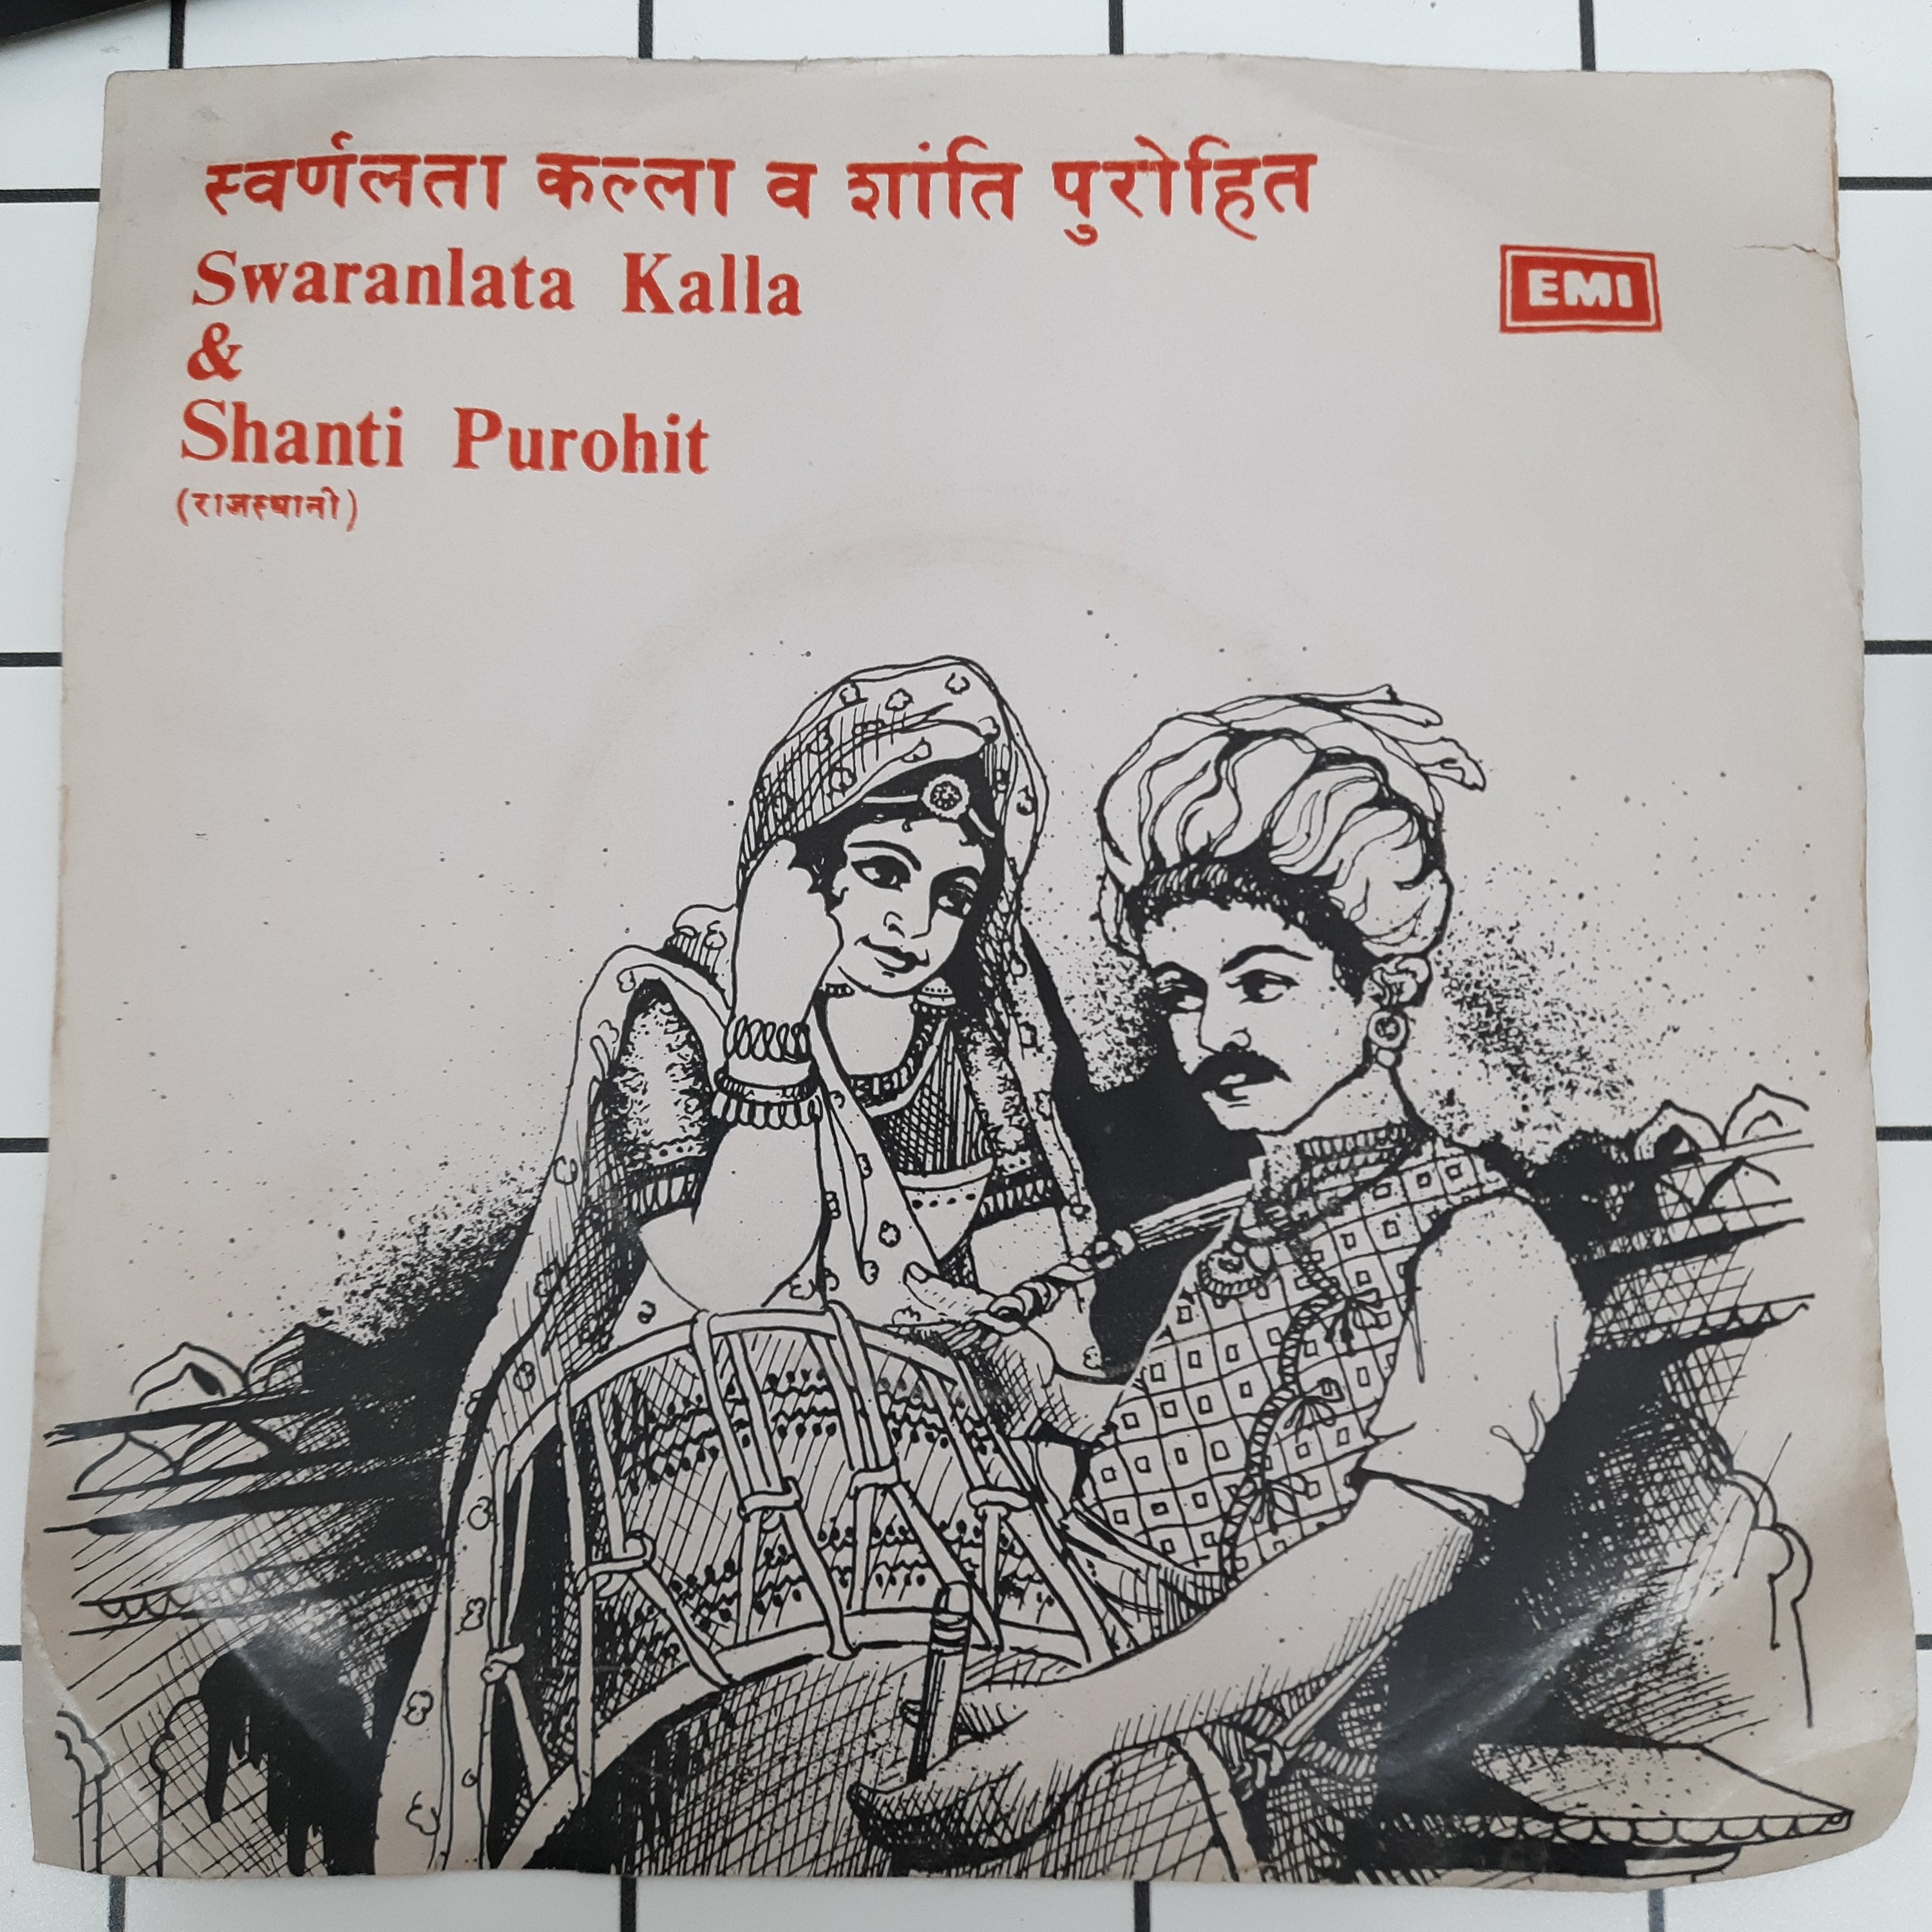 स्वर्णलता कल्ला व शांति पुरोहित
Swaranlata Kalla
&
Shanti Purohit
(राजस्थानी)
EMI